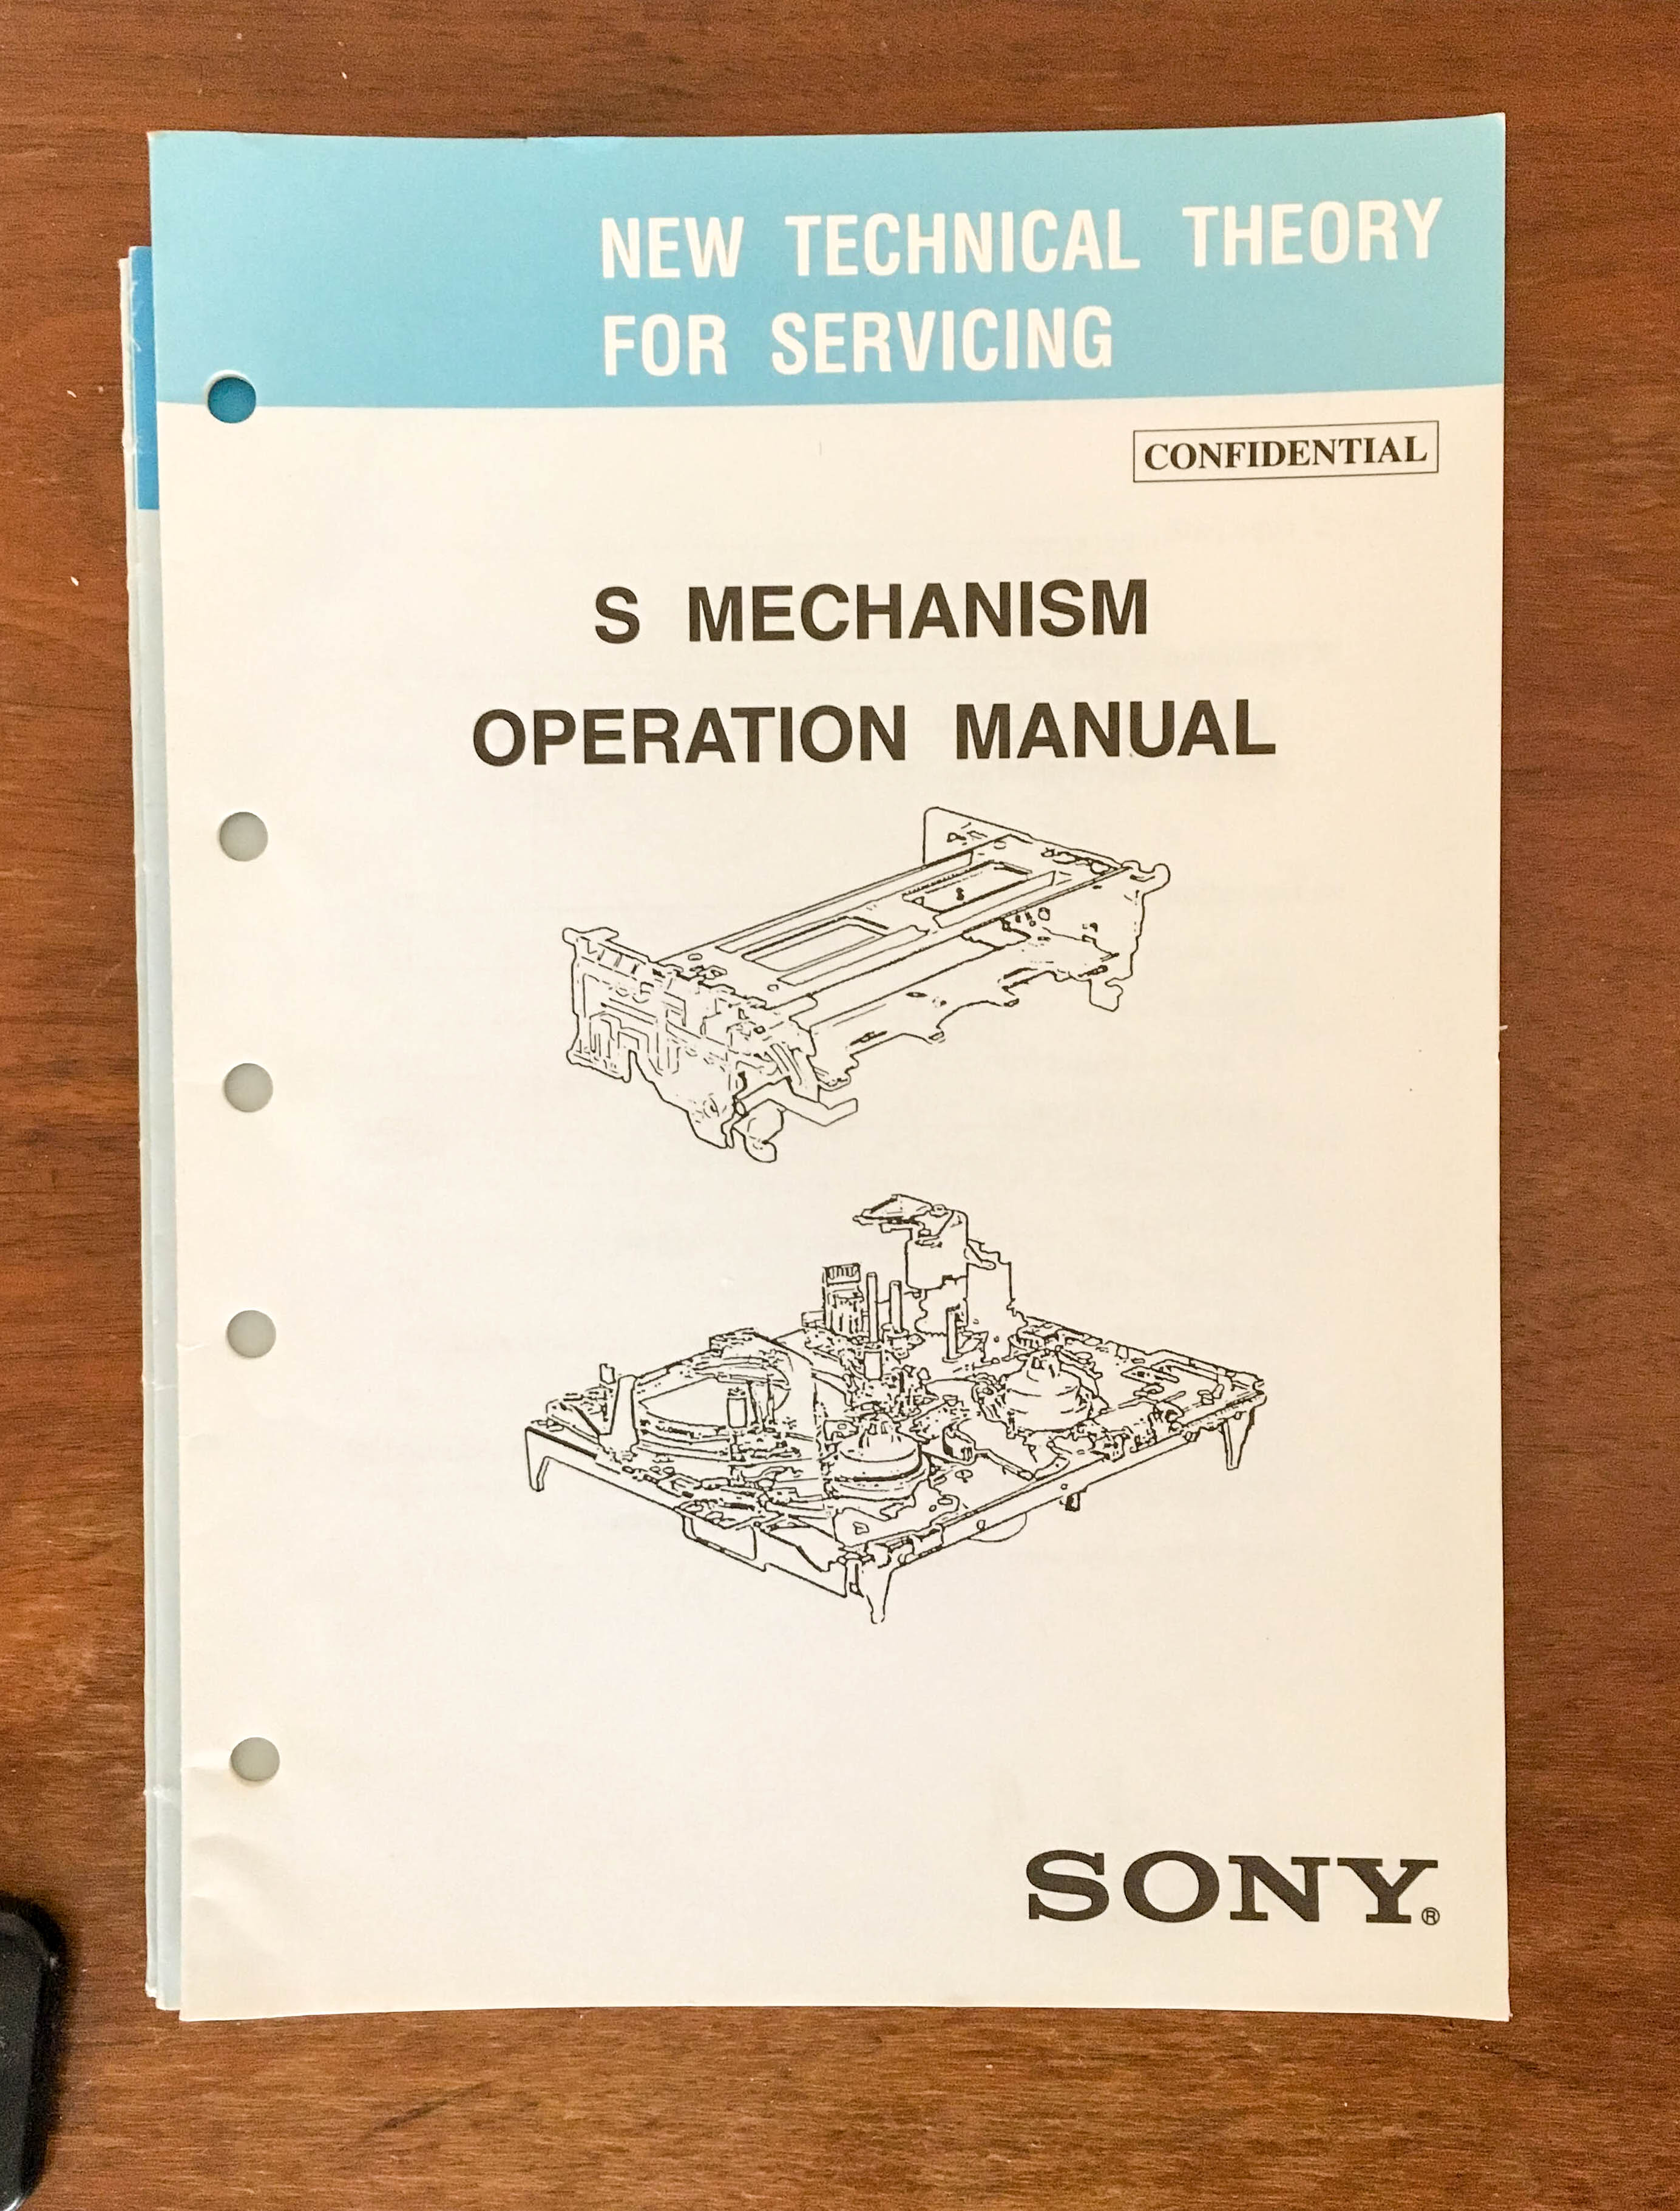 NEW TECHNICAL THEORY
FOR SERVICING
CONFIDENTIAL
S MECHANISM
OPERATION MANUAL
SONY®